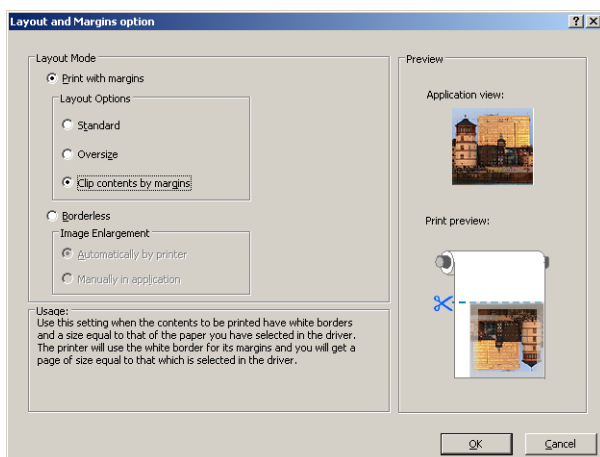 Layout and Margins option
Layout Mode
Print with margins
Layout Options
Standard
Oversize
Clip contents by margins
Borderless
Image Enlargement
Automatically by printer
Manually in application
Usage:
Use this setting when the contents to be printed have white borders
and a size equal to that of the paper you have selected in the driver.
The printer will use the white border for its margins and you will get a
page of size equal to that which is selected in the driver.
Preview
Application view:
Print preview:
OK
Cancel